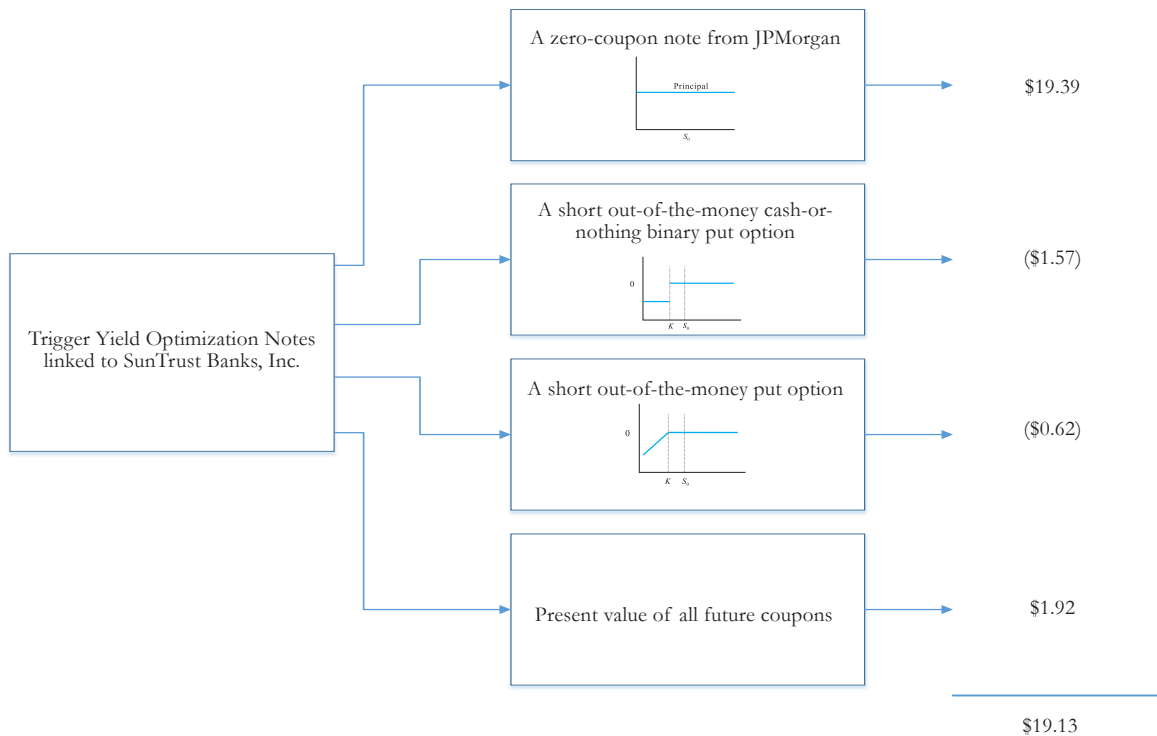 A zero-coupon note from JPMorgan
Principal
S0
$19.39
A short out-of-the-money cash-or-
nothing binary put option
0
K S0
($1.57)
Trigger Yield Optimization Notes
linked to SunTrust Banks, Inc.
A short out-of-the-money put option
0
K S0
($0.62)
Present value of all future coupons
$1.92
$19.13